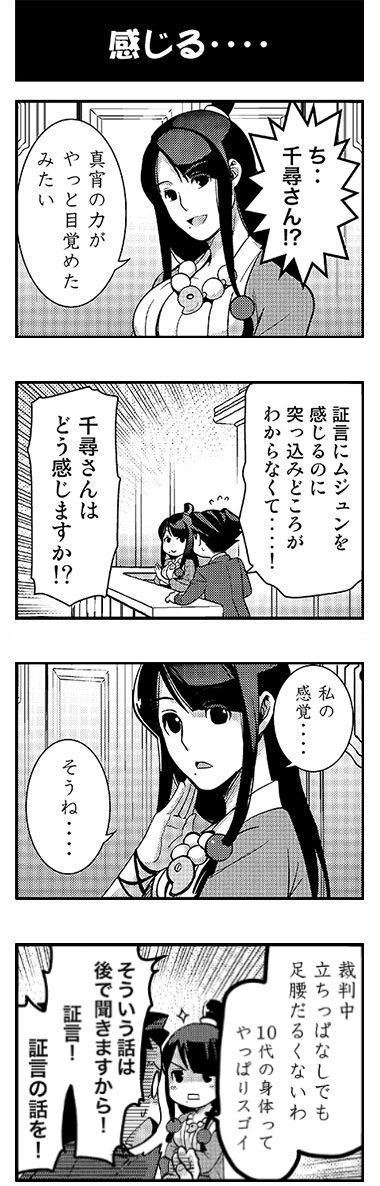 感じる‥‥
ち‥
千尋さん!?
真宵の力が
やっと目覚めた
みたい
証言にムジュンを
感じるのに
突っ込みどころが
わからなくて‥‥!
千尋さんは
どう感じますか!?
私の
感覚‥‥
そうね‥‥
裁判中
立ちっぱなしでも
足腰だるくないわ
10代の身体って
やっぱりスゴイ
そういう話は
後で聞きますから!
証言!
証言の話を!